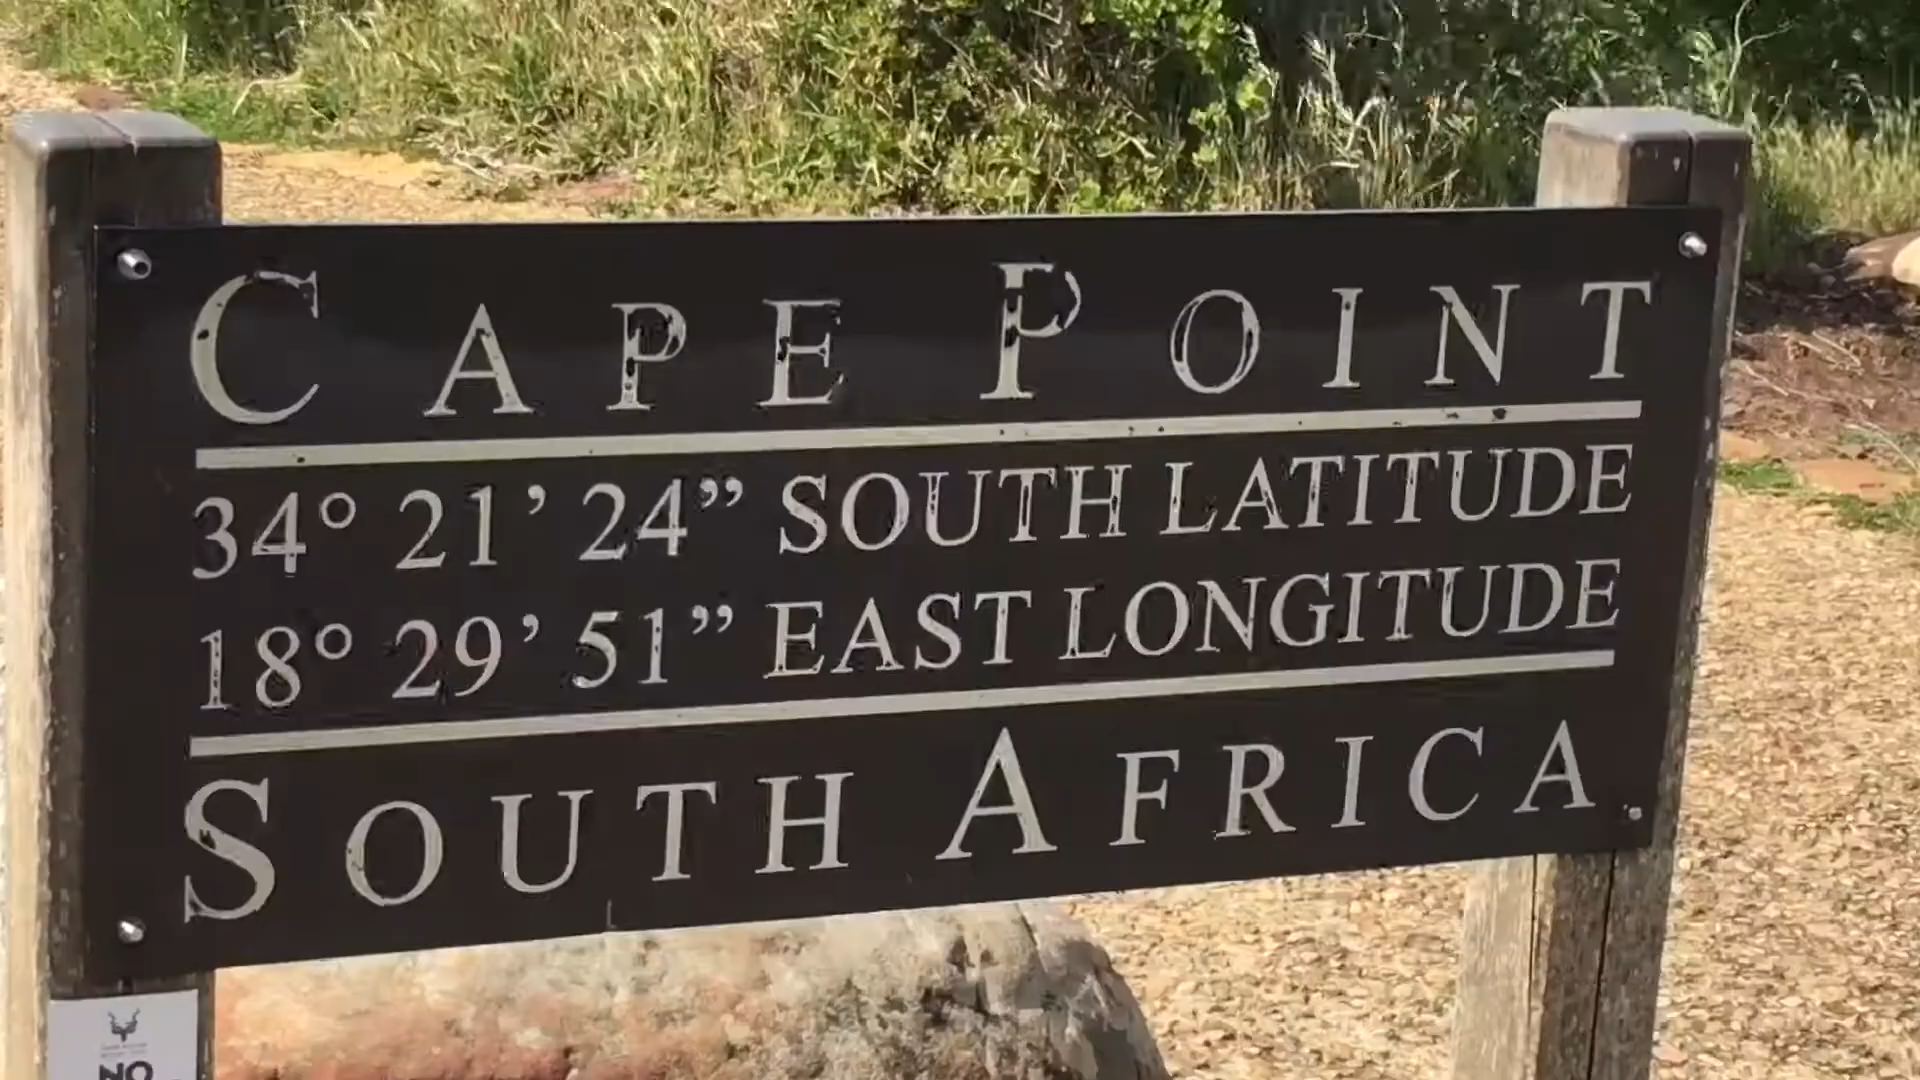 CAPE POINT
34° 21’ 24” SOUTH LATITUDE
18° 29’ 51” EAST LONGITUDE
SOUTH AFRICA
NO